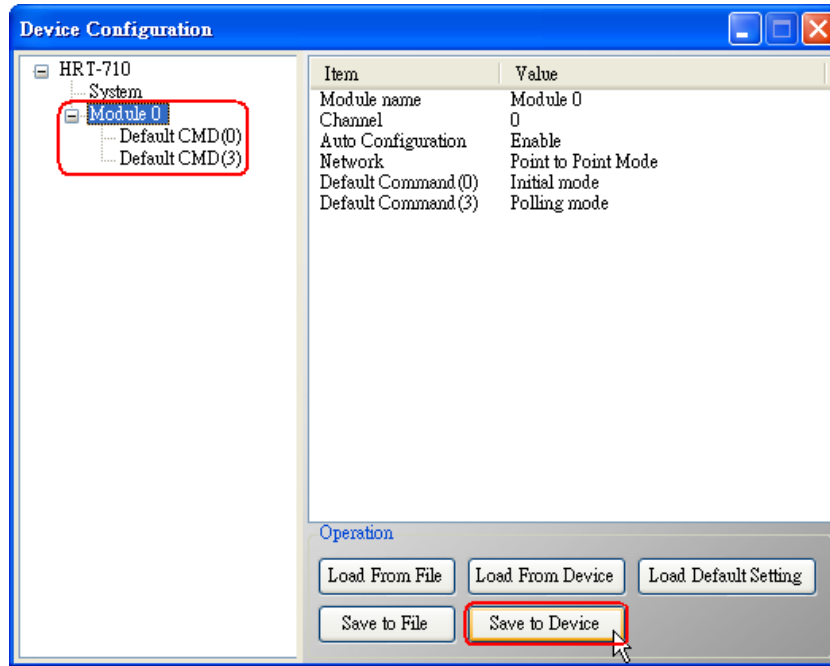 Device Configuration
HRT-710
System
Module 0
Default CMD(0)
Default CMD(3)
Item Value
Module name Module 0
Channel 0
Auto Configuration Enable
Network Point to Point Mode
Default Command(0) Initial mode
Default Command(3) Polling mode
Operation
Load From File Load From Device Load Default Setting
Save to File Save to Device